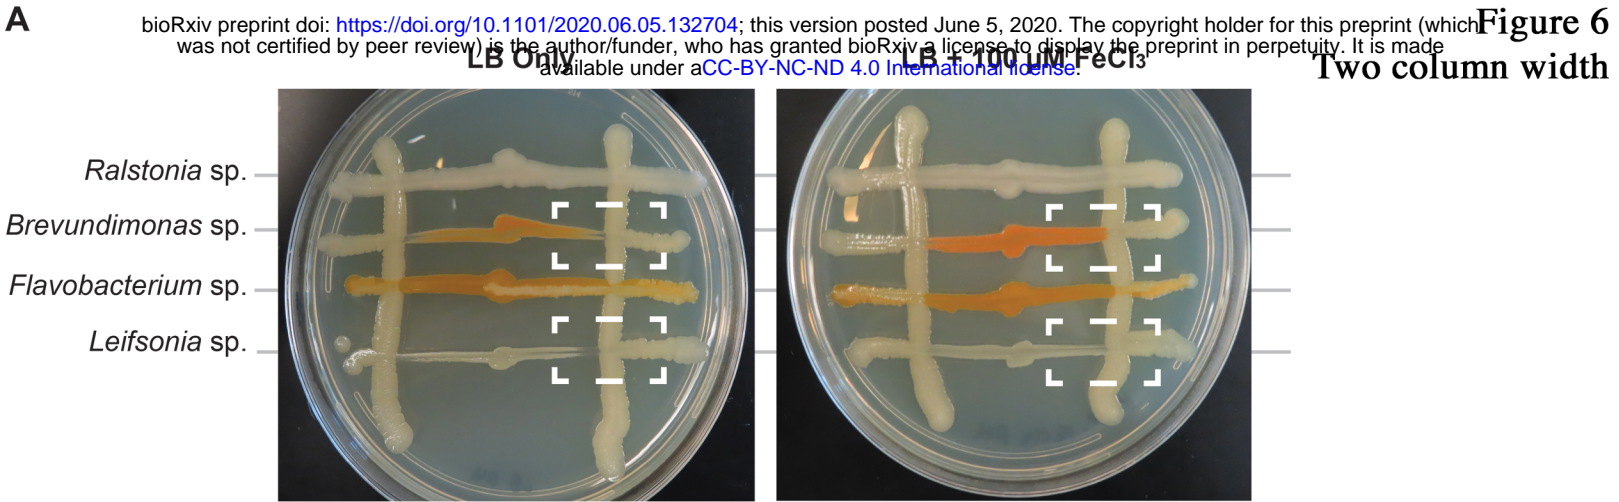 A
bioRxiv preprint doi: https://doi.org/10.1101/2020.06.05.132704; this version posted June 5, 2020. The copyright holder for this preprint (which
was not certified by peer review) is the author/funder, who has granted bioRxiv a license to display the preprint in perpetuity. It is made
available under aCC-BY-NC-ND 4.0 International license.
Figure 6
Two column width
LB Only
LB + 100 µM FeCl3
Ralstonia sp.
Brevundimonas sp.
Flavobacterium sp.
Leifsonia sp.